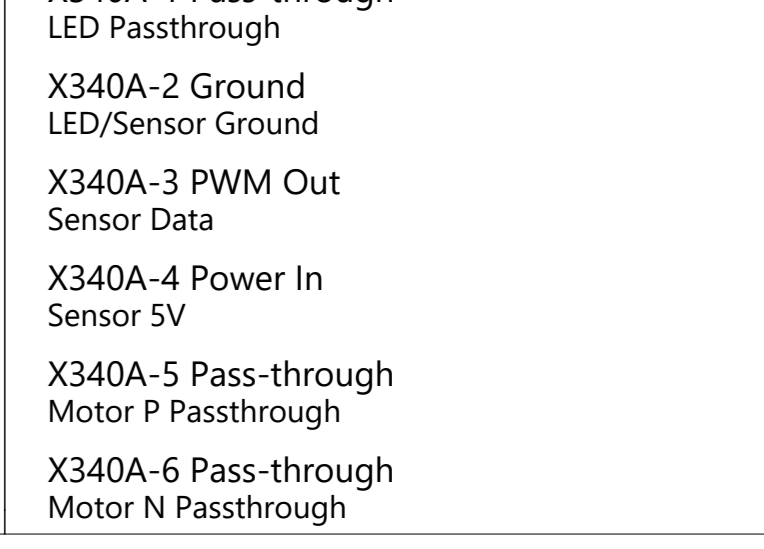 LED Passthrough
X340A-2 Ground
LED/Sensor Ground
X340A-3 PWM Out
Sensor Data
X340A-4 Power In
Sensor 5V
X340A-5 Pass-through
Motor P Passthrough
X340A-6 Pass-through
Motor N Passthrough